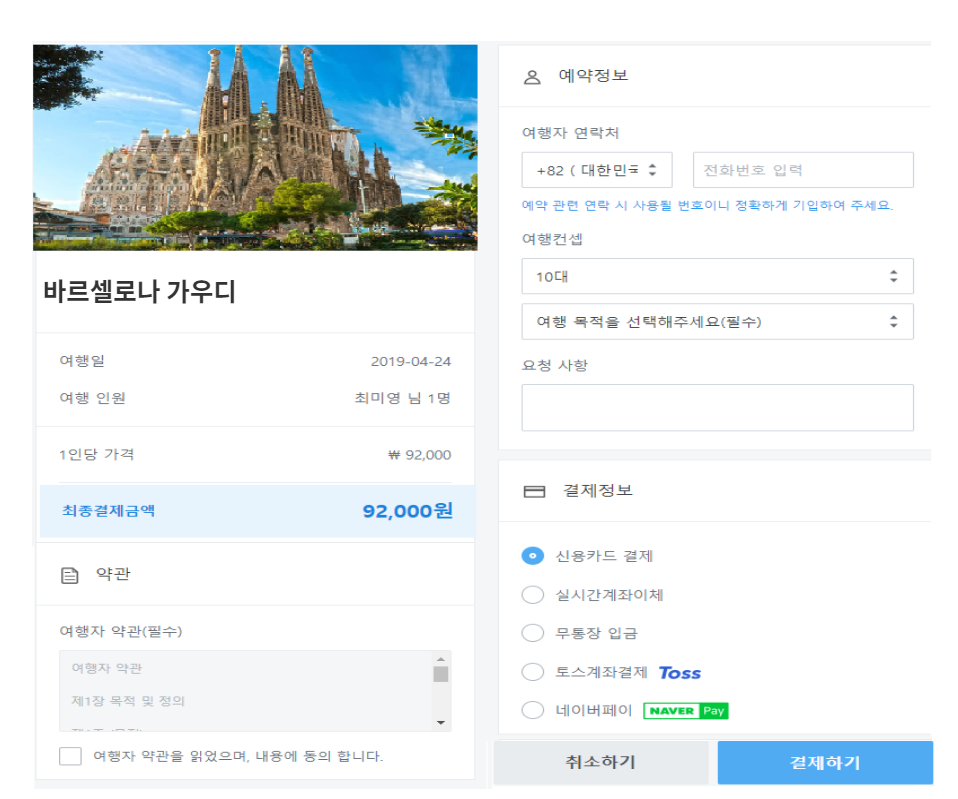 바르셀로나 가우디
여행일 2019-04-24
여행 인원 최미영 님 1명
1인당 가격 ₩ 92,000
최종결제금액 92,000원
약관
여행자 약관(필수)
여행자 약관
제1장 목적 및 정의
여행자 약관을 읽었으며, 내용에 동의 합니다.
예약정보
여행자 연락처
+82 ( 대한민국 전화번호 입력
예약 관련 연락 시 사용될 번호이니 정확하게 기입하여 주세요.
여행컨셉
10대
여행 목적을 선택해주세요(필수)
요청 사항
결제정보
신용카드 결제
실시간계좌이체
무통장 입금
토스계좌결제 Toss
네이버페이 NAVER Pay
취소하기 결제하기